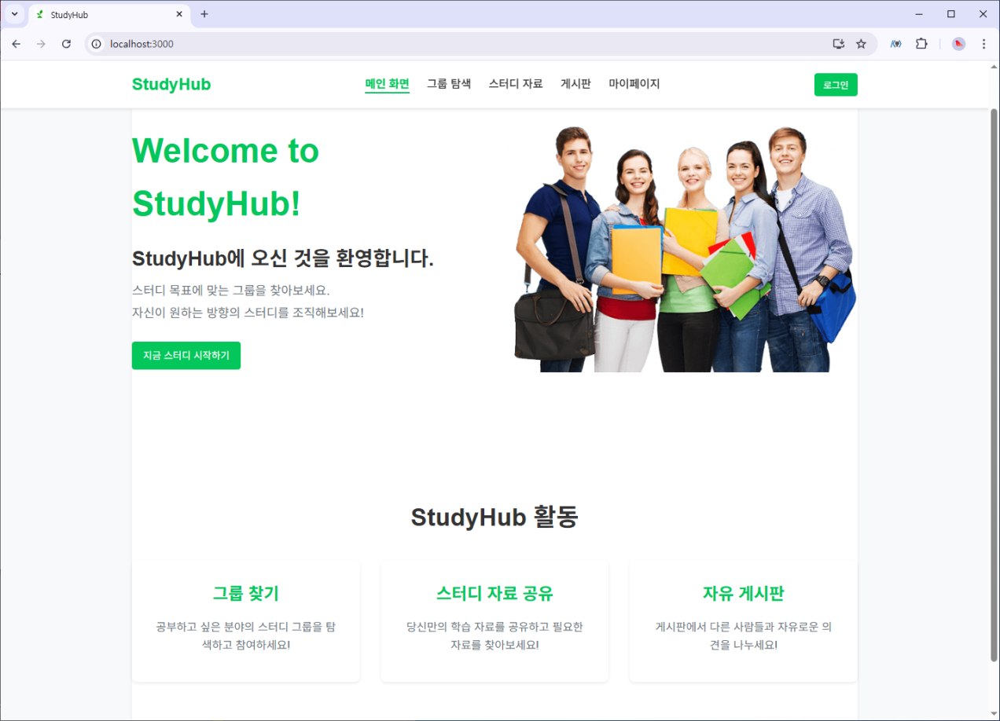 StudyHub
localhost:3000
StudyHub
메인 화면 그룹 탐색 스터디 자료 게시판 마이페이지
로그인
Welcome to
StudyHub!
StudyHub에 오신 것을 환영합니다.
스터디 목표에 맞는 그룹을 찾아보세요.
자신이 원하는 방향의 스터디를 조직해보세요!
지금 스터디 시작하기
StudyHub 활동
그룹 찾기
공부하고 싶은 분야의 스터디 그룹을 탐
색하고 참여하세요!
스터디 자료 공유
당신만의 학습 자료를 공유하고 필요한
자료를 찾아보세요!
자유 게시판
게시판에서 다른 사람들과 자유로운 의
견을 나누세요!